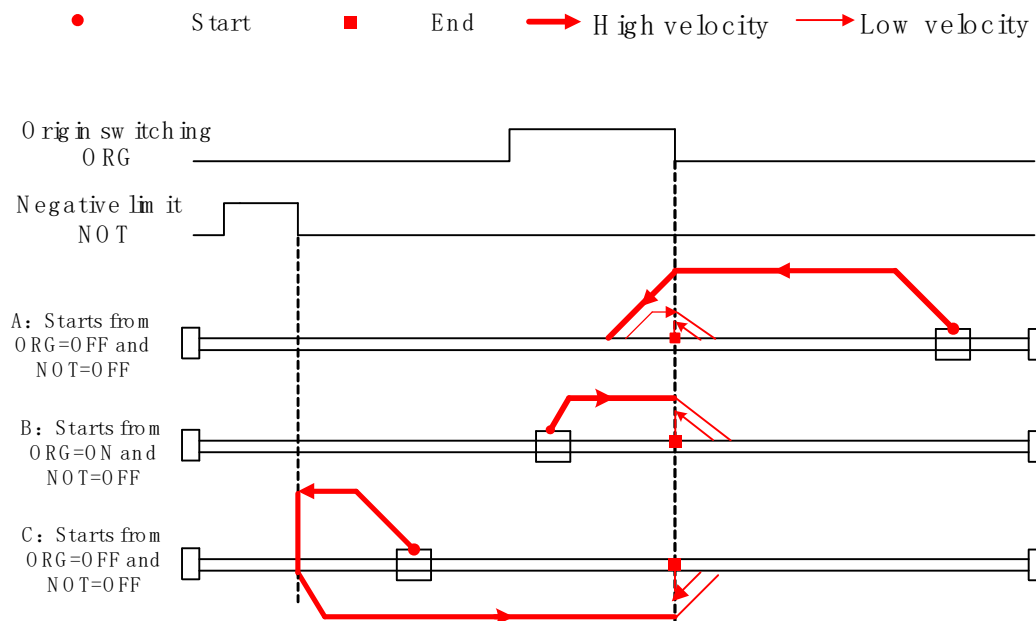 Start End High velocity Low velocity
Origin switching
ORG
Negative limit
NOT
A: Starts from
ORG=OFF and
NOT=OFF
B: Starts from
ORG=ON and
NOT=OFF
C: Starts from
ORG=OFF and
NOT=OFF